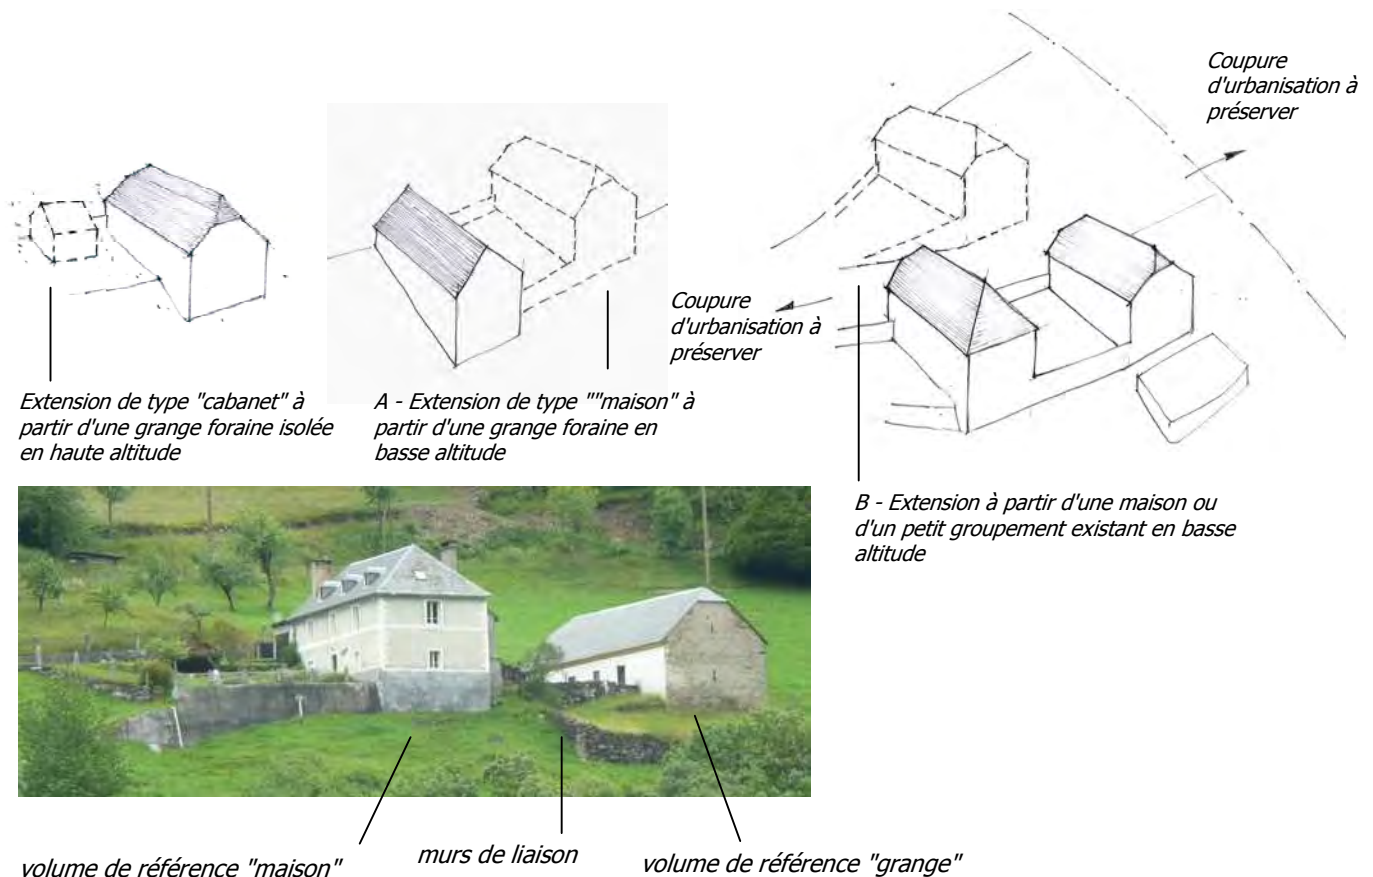 Coupure
d'urbanisation à
préserver
Coupure
d'urbanisation à
préserver
Extension de type "cabanet" à
partir d'une grange foraine isolée
en haute altitude
A - Extension de type ""maison" à
partir d'une grange foraine en
basse altitude
B - Extension à partir d'une maison ou
d'un petit groupement existant en basse
altitude
volume de référence "maison"
murs de liaison
volume de référence "grange"